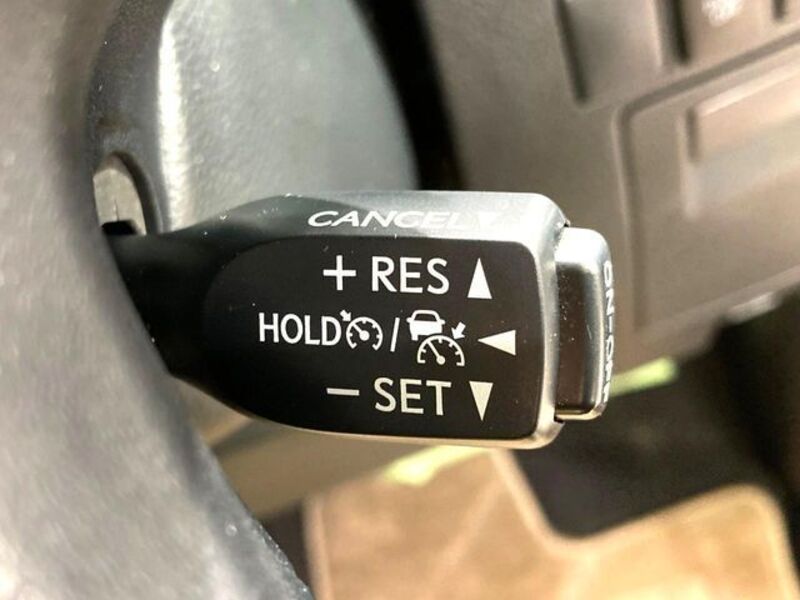 CANCEL
+ RES
HOLD /
− SET
ON-OFF